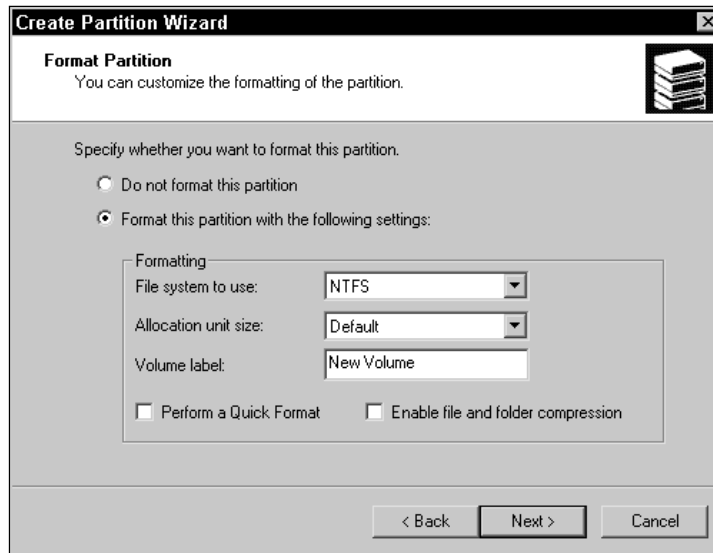 Create Partition Wizard
Format Partition
You can customize the formatting of the partition.
Specify whether you want to format this partition.
Do not format this partition
Format this partition with the following settings:
Formatting
File system to use: NTFS
Allocation unit size: Default
Volume label: New Volume
Perform a Quick Format Enable file and folder compression
< Back Next > Cancel